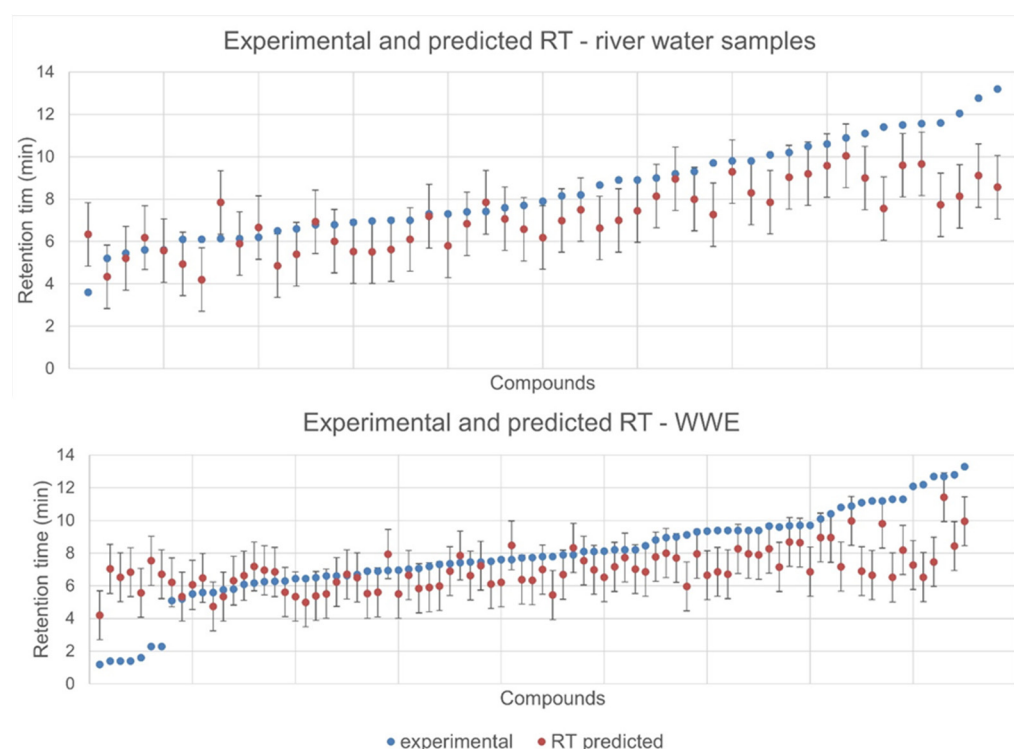 Experimental and predicted RT - river water samples
14
12
10
8
6
4
2
0
Retention tim (min)
Compounds
Experimental and predicted RT - WWE
14
12
10
8
6
4
2
0
Retention time (min)
Compounds
experimental RT predicted